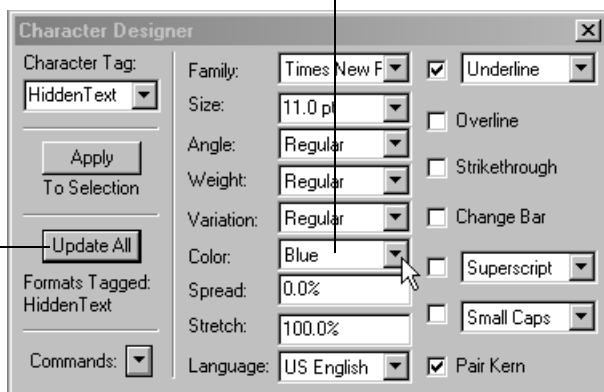 Character Designer
Character Tag:
HiddenText
Apply
To Selection
Update All
Formats Tagged:
HiddenText
Commands:
Family: Times New F
Size: 11.0 pt
Angle: Regular
Weight: Regular
Variation: Regular
Color: Blue
Spread: 0.0%
Stretch: 100.0%
Language: US English
Underline
Overline
Strikethrough
Change Bar
Superscript
Small Caps
Pair Kern